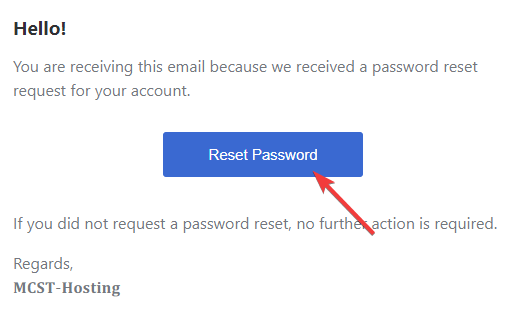 Hello!
You are receiving this email because we received a password reset
request for your account.
Reset Password
If you did not request a password reset, no further action is required.
Regards,
MCST-Hosting